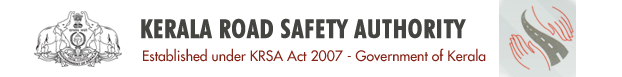 KERALA ROAD SAFETY AUTHORITY
Established under KRSA Act 2007 - Government of Kerala